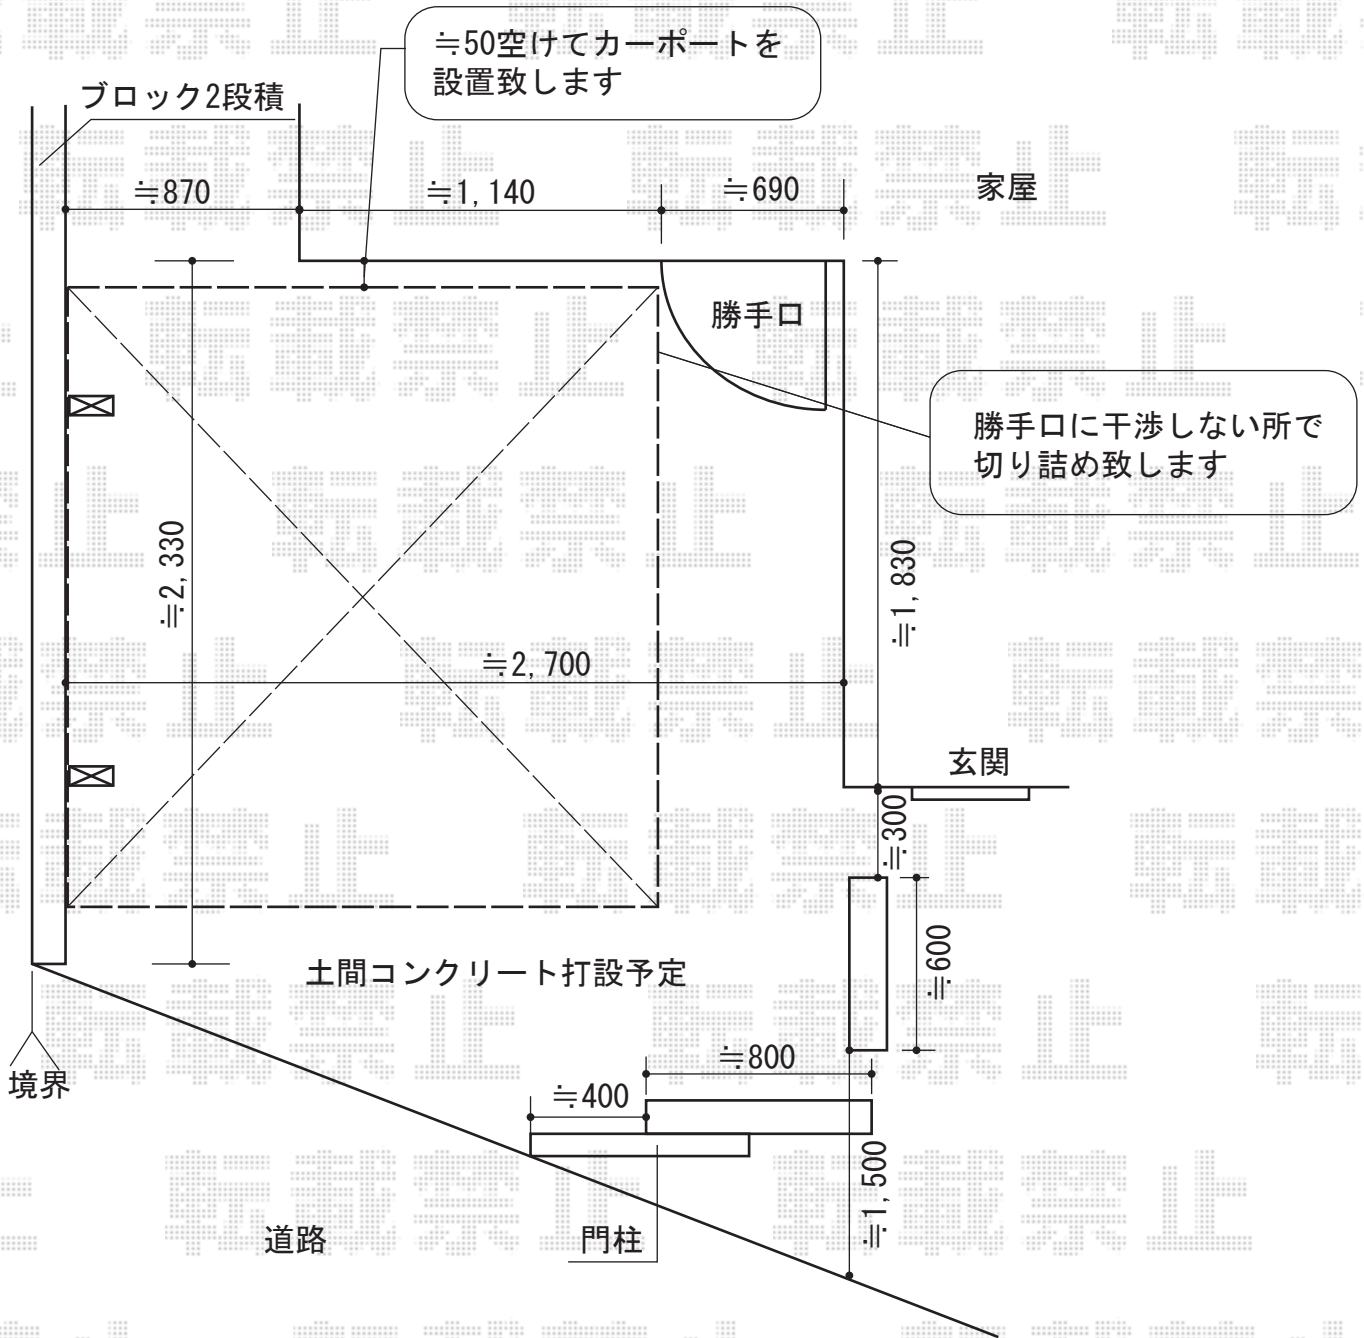 ≒50空けてカーポートを
設置致します
ブロック2段積
≒870
≒1,140
≒690
家屋
勝手口
勝手口に干渉しない所で
切り詰め致します
≒2,330
≒1,830
≒2,700
玄関
≒300
≒600
土間コンクリート打設予定
境界
≒800
≒400
≒1,500
道路
門柱
転載禁止